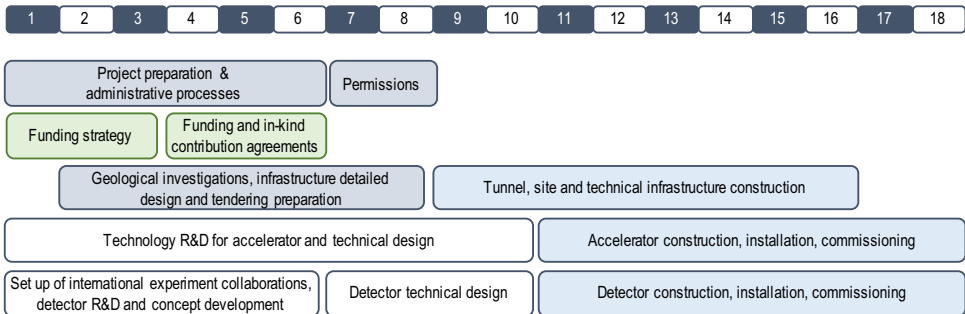 1 2 3 4 5 6 7 8 9 10 11 12 13 14 15 16 17 18
Project preparation &
administrative processes
Permissions
Funding strategy
Funding and in-kind
contribution agreements
Geological investigations, infrastructure detailed
design and tendering preparation
Tunnel, site and technical infrastructure construction
Technology R&D for accelerator and technical design
Accelerator construction, installation, commissioning
Set up of international experiment collaborations,
detector R&D and concept development
Detector technical design
Detector construction, installation, commissioning